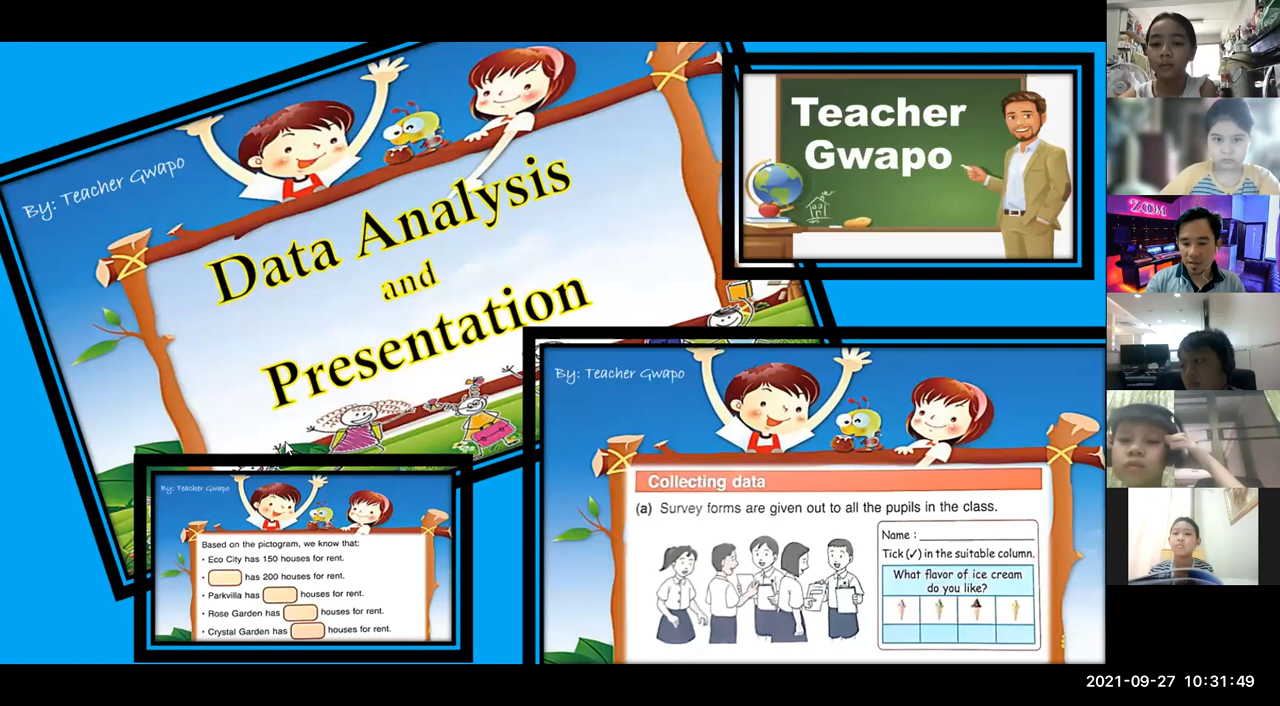 By: Teacher Gwapo
Data Analysis
and
Presentation
Teacher
Gwapo
ZOOM
By: Teacher Gwapo
Collecting data
(a) Survey forms are given out to all the pupils in the class.
Name :
Tick (✓) in the suitable column.
What flavor of ice cream
do you like?
By: Teacher Gwapo
Based on the pictogram, we know that:
• Eco City has 150 houses for rent.
• has 200 houses for rent.
• Parkvilla has houses for rent.
• Rose Garden has houses for rent.
• Crystal Garden has houses for rent.
2021-09-27 10:31:49